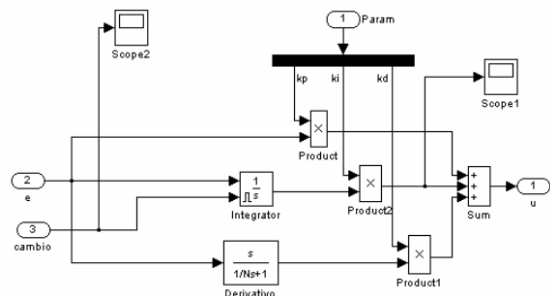 1
Param
Scope2
kp
ki
kd
Scope1
×
Product
2
e
1
s
Integrator
×
Product2
+
+
+
Sum
1
u
3
cambio
s
1/Ns+1
Derivativo
×
Product1